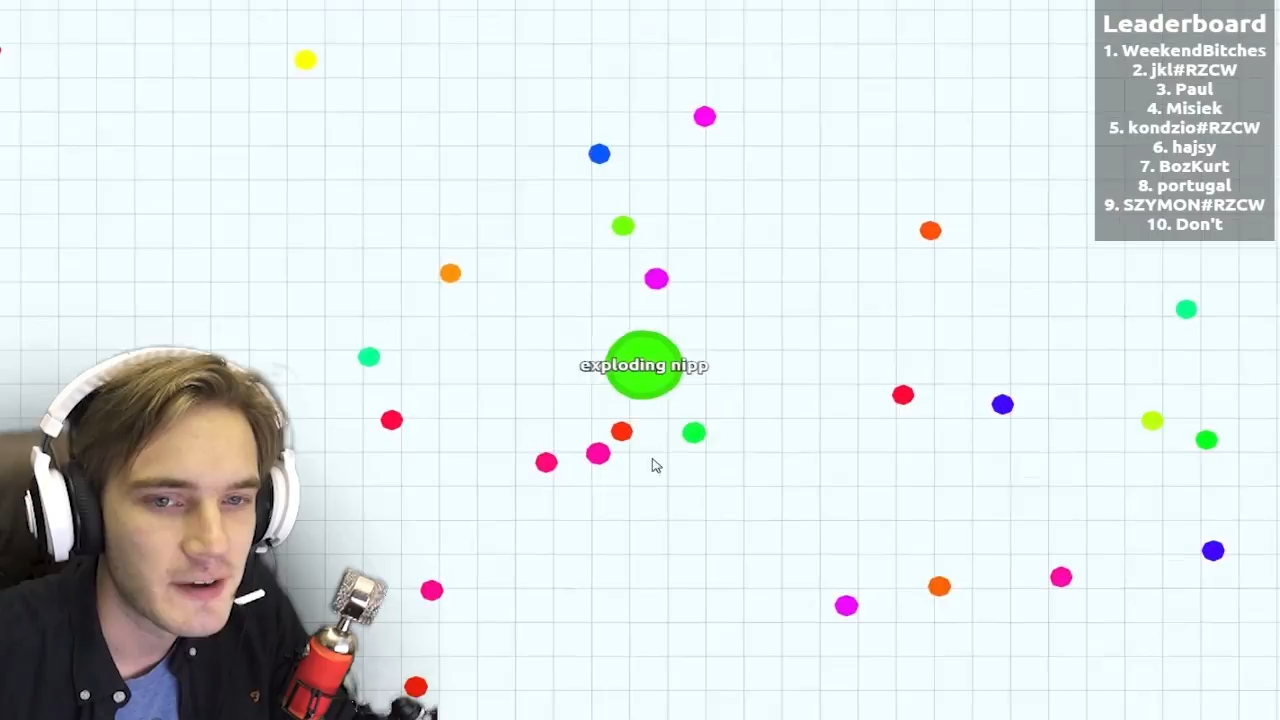 Leaderboard
1. WeekendBitches
2. jkl#RZCW
3. Paul
4. Misiek
5. kondzio#RZCW
6. hajsy
7. BozKurt
8. portugal
9. SZYMON#RZCW
10. Don't
exploding nipp